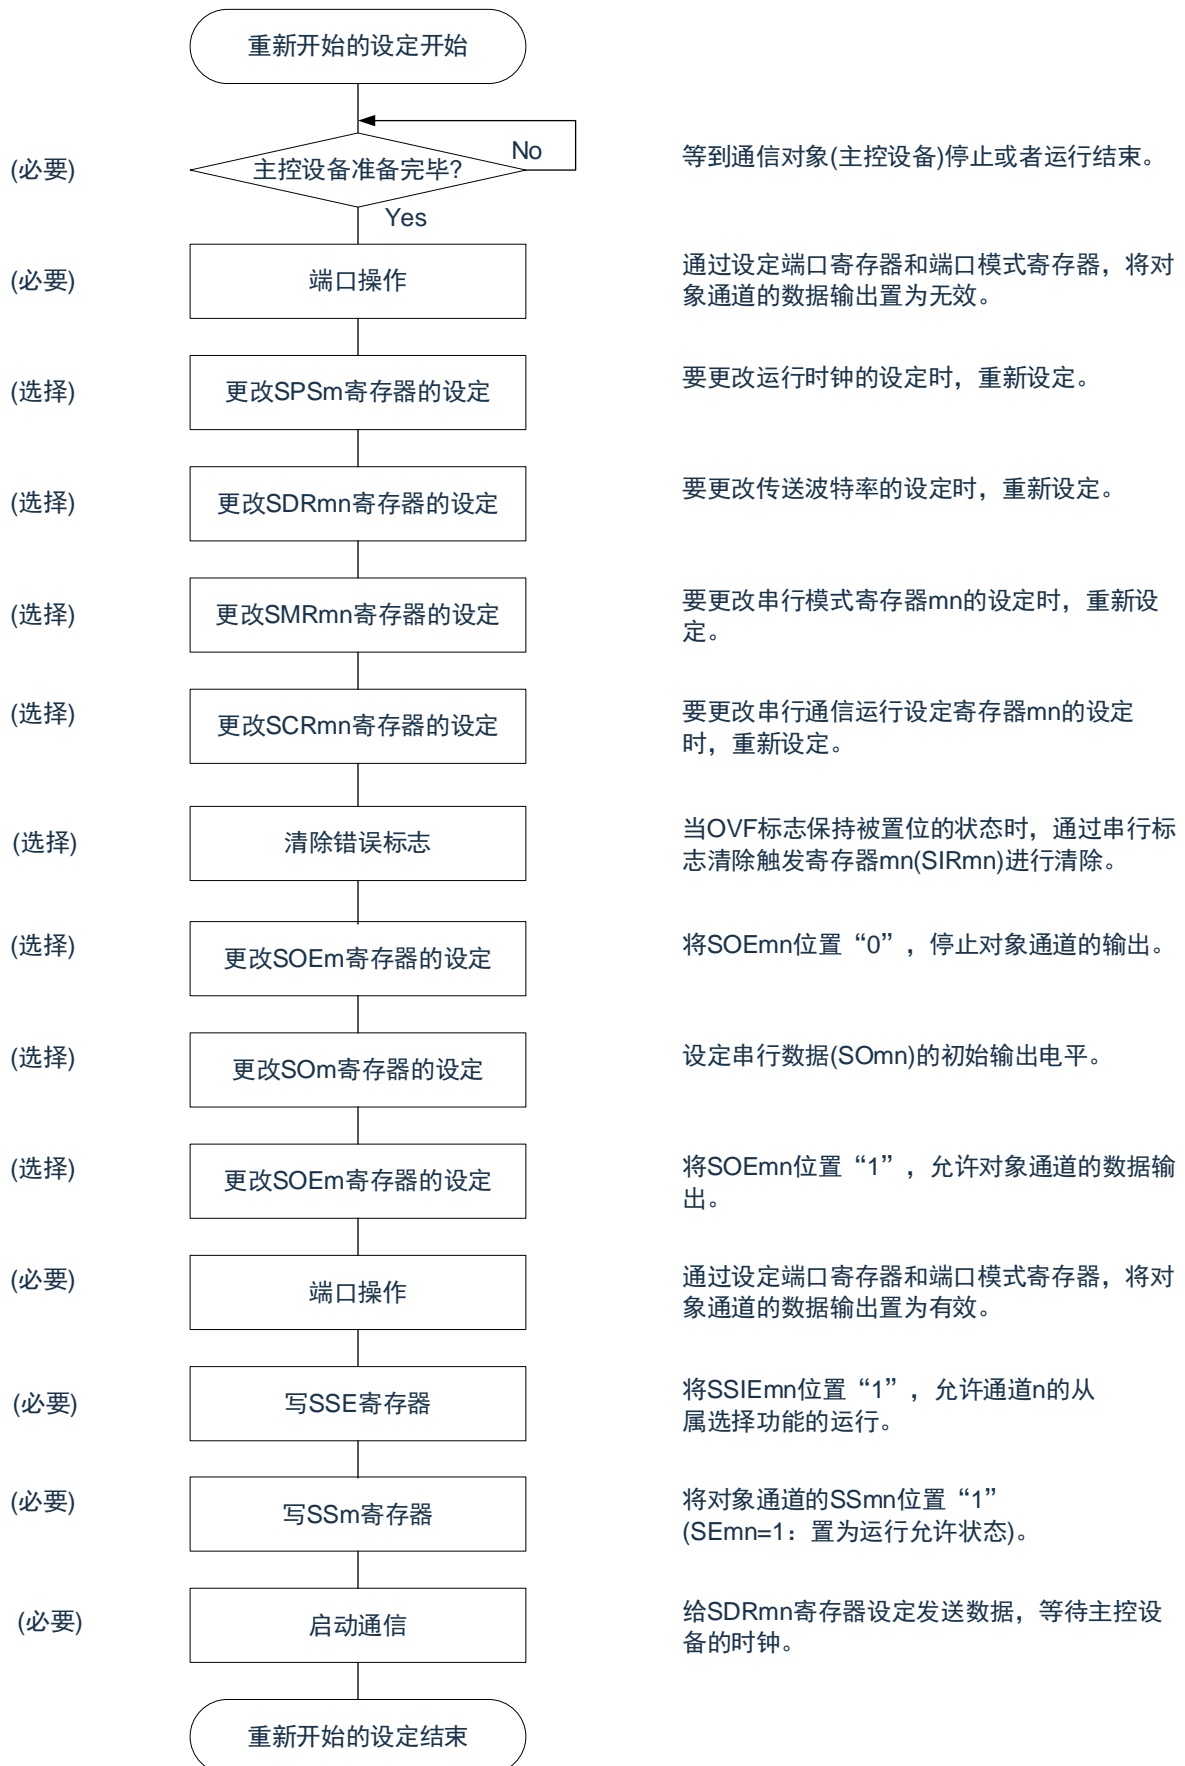 重新开始的设定开始
(必要)
主控设备准备完毕?
No
等到通信对象(主控设备)停止或者运行结束。
Yes
(必要)
端口操作
通过设定端口寄存器和端口模式寄存器，将对
象通道的数据输出置为无效。
(选择)
更改SPSm寄存器的设定
要更改运行时钟的设定时，重新设定。
(选择)
更改SDRmn寄存器的设定
要更改传送波特率的设定时，重新设定。
(选择)
更改SMRmn寄存器的设定
要更改串行模式寄存器mn的设定时，重新设
定。
(选择)
更改SCRmn寄存器的设定
要更改串行通信运行设定寄存器mn的设定
时，重新设定。
(选择)
清除错误标志
当OVF标志保持被置位的状态时，通过串行标
志清除触发寄存器mn(SIRmn)进行清除。
(选择)
更改SOEm寄存器的设定
将SOEmn位置“0”，停止对象通道的输出。
(选择)
更改SOm寄存器的设定
设定串行数据(SOmn)的初始输出电平。
(选择)
更改SOEm寄存器的设定
将SOEmn位置“1”，允许对象通道的数据输
出。
(必要)
端口操作
通过设定端口寄存器和端口模式寄存器，将对
象通道的数据输出置为有效。
(必要)
写SSE寄存器
将SSIEmn位置“1”，允许通道n的从
属选择功能的运行。
(必要)
写SSm寄存器
将对象通道的SSmn位置“1”
(SEmn=1：置为运行允许状态)。
(必要)
启动通信
给SDRmn寄存器设定发送数据，等待主控设
备的时钟。
重新开始的设定结束